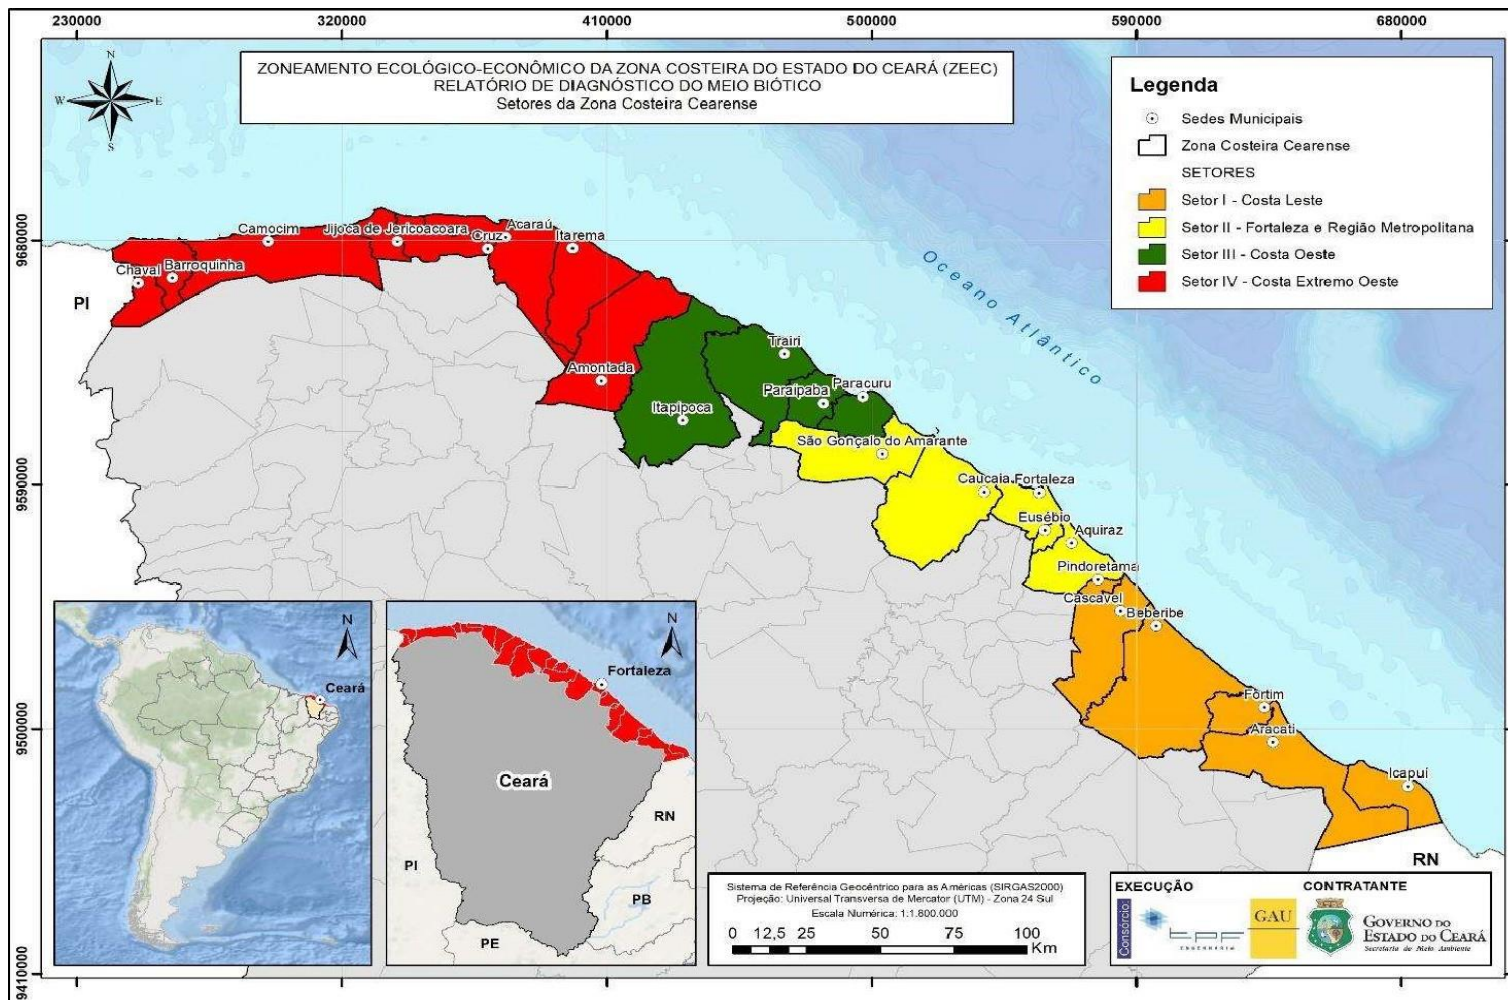 230000 320000 410000 500000 590000 680000
ZONEAMENTO ECOLÓGICO-ECONÔMICO DA ZONA COSTEIRA DO ESTADO DO CEARÁ (ZEEC)
RELATÓRIO DE DIAGNÓSTICO DO MEIO BIÓTICO
Setores da Zona Costeira Cearense
N
W E
S
Legenda
Sedes Municipais
Zona Costeira Cearense
SETORES
Setor I - Costa Leste
Setor II - Fortaleza e Região Metropolitana
Setor III - Costa Oeste
Setor IV - Costa Extremo Oeste
9680000
9590000
9500000
9410000
Oceano Atlântico
Chaval
Barroquinha
Camocim
Jijoca de Jericoacoara
Cruz
Acaraú
Itarema
PI
Amontada
Itapipoca
Trairi
Paraipaba
Paracuru
São Gonçalo do Amarante
Caucaia
Fortaleza
Eusébio
Aquiraz
Pindoretama
Cascavel
Beberibe
Fortim
Aracati
Icapuí
RN
N
Ceará
N
Fortaleza
Ceará
RN
PI
PB
PE
Sistema de Referência Geocêntrico para as Américas (SIRGAS2000)
Projeção: Universal Transversa de Mercator (UTM) - Zona 24 Sul
Escala Numérica: 1:1.800.000
0 12,5 25 50 75 100
Km
EXECUÇÃO
CONTRATANTE
Consórcio:
TPF
ENGENHARIA
GAU
GOVERNO DO
ESTADO DO CEARÁ
Secretaria do Meio Ambiente